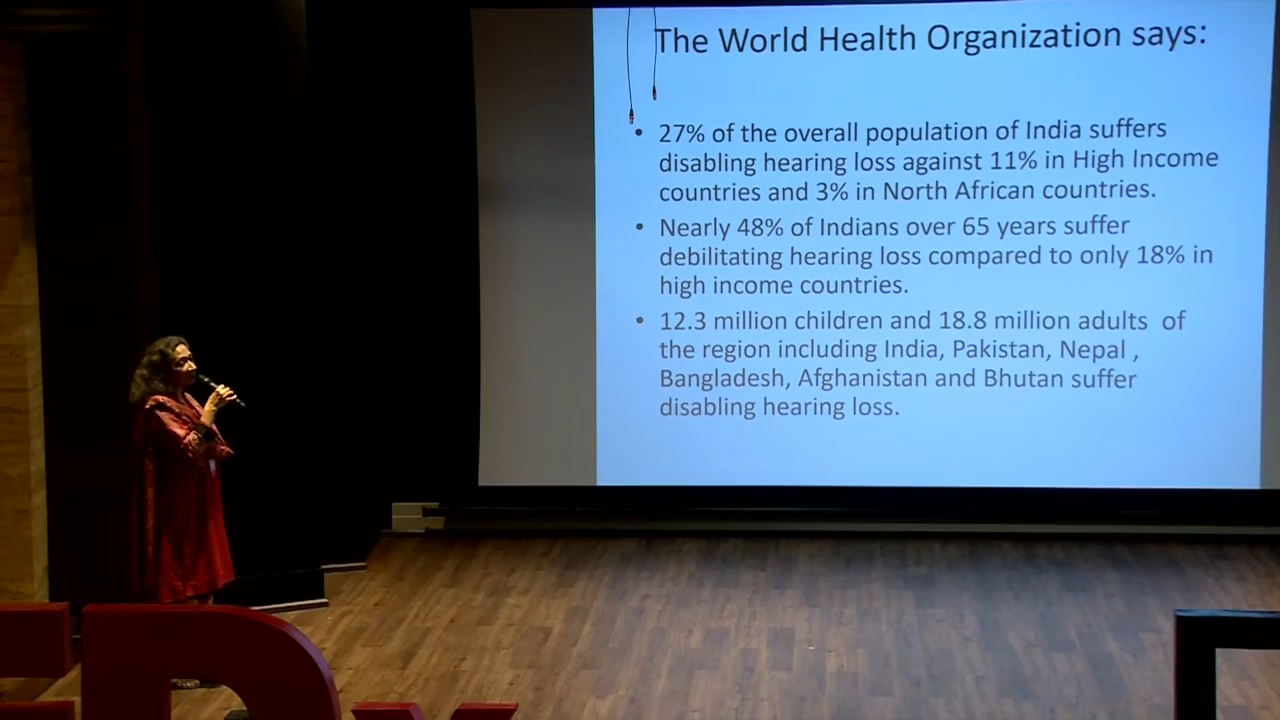 The World Health Organization says:
• 27% of the overall population of India suffers
disabling hearing loss against 11% in High Income
countries and 3% in North African countries.
• Nearly 48% of Indians over 65 years suffer
debilitating hearing loss compared to only 18% in
high income countries.
• 12.3 million children and 18.8 million adults of
the region including India, Pakistan, Nepal ,
Bangladesh, Afghanistan and Bhutan suffer
disabling hearing loss.
EDx